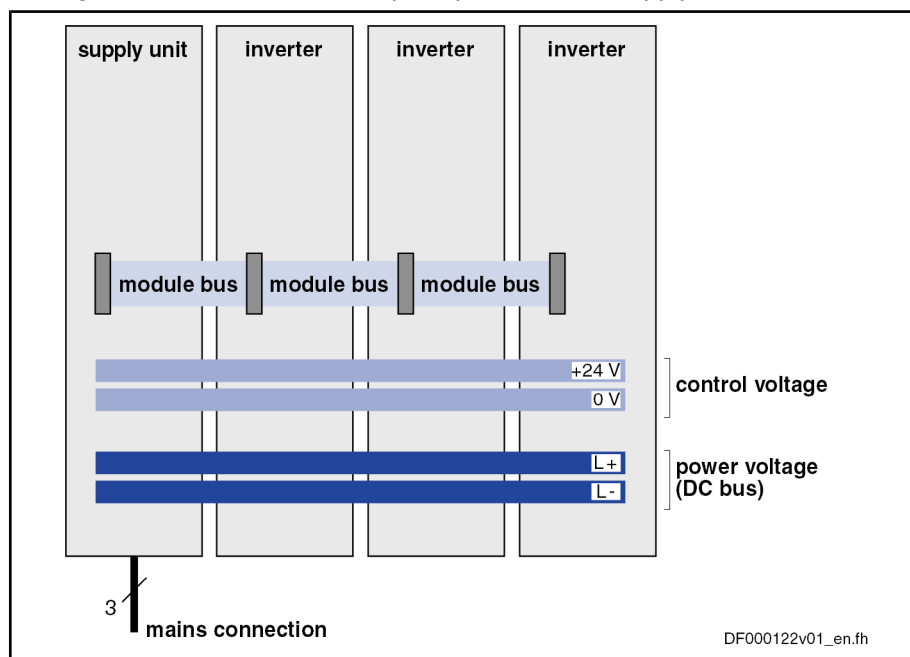 supply unit
inverter
inverter
inverter
module bus
module bus
module bus
+24 V
0 V
control voltage
L+
L-
power voltage
(DC bus)
3
mains connection
DF000122v01_en.fh